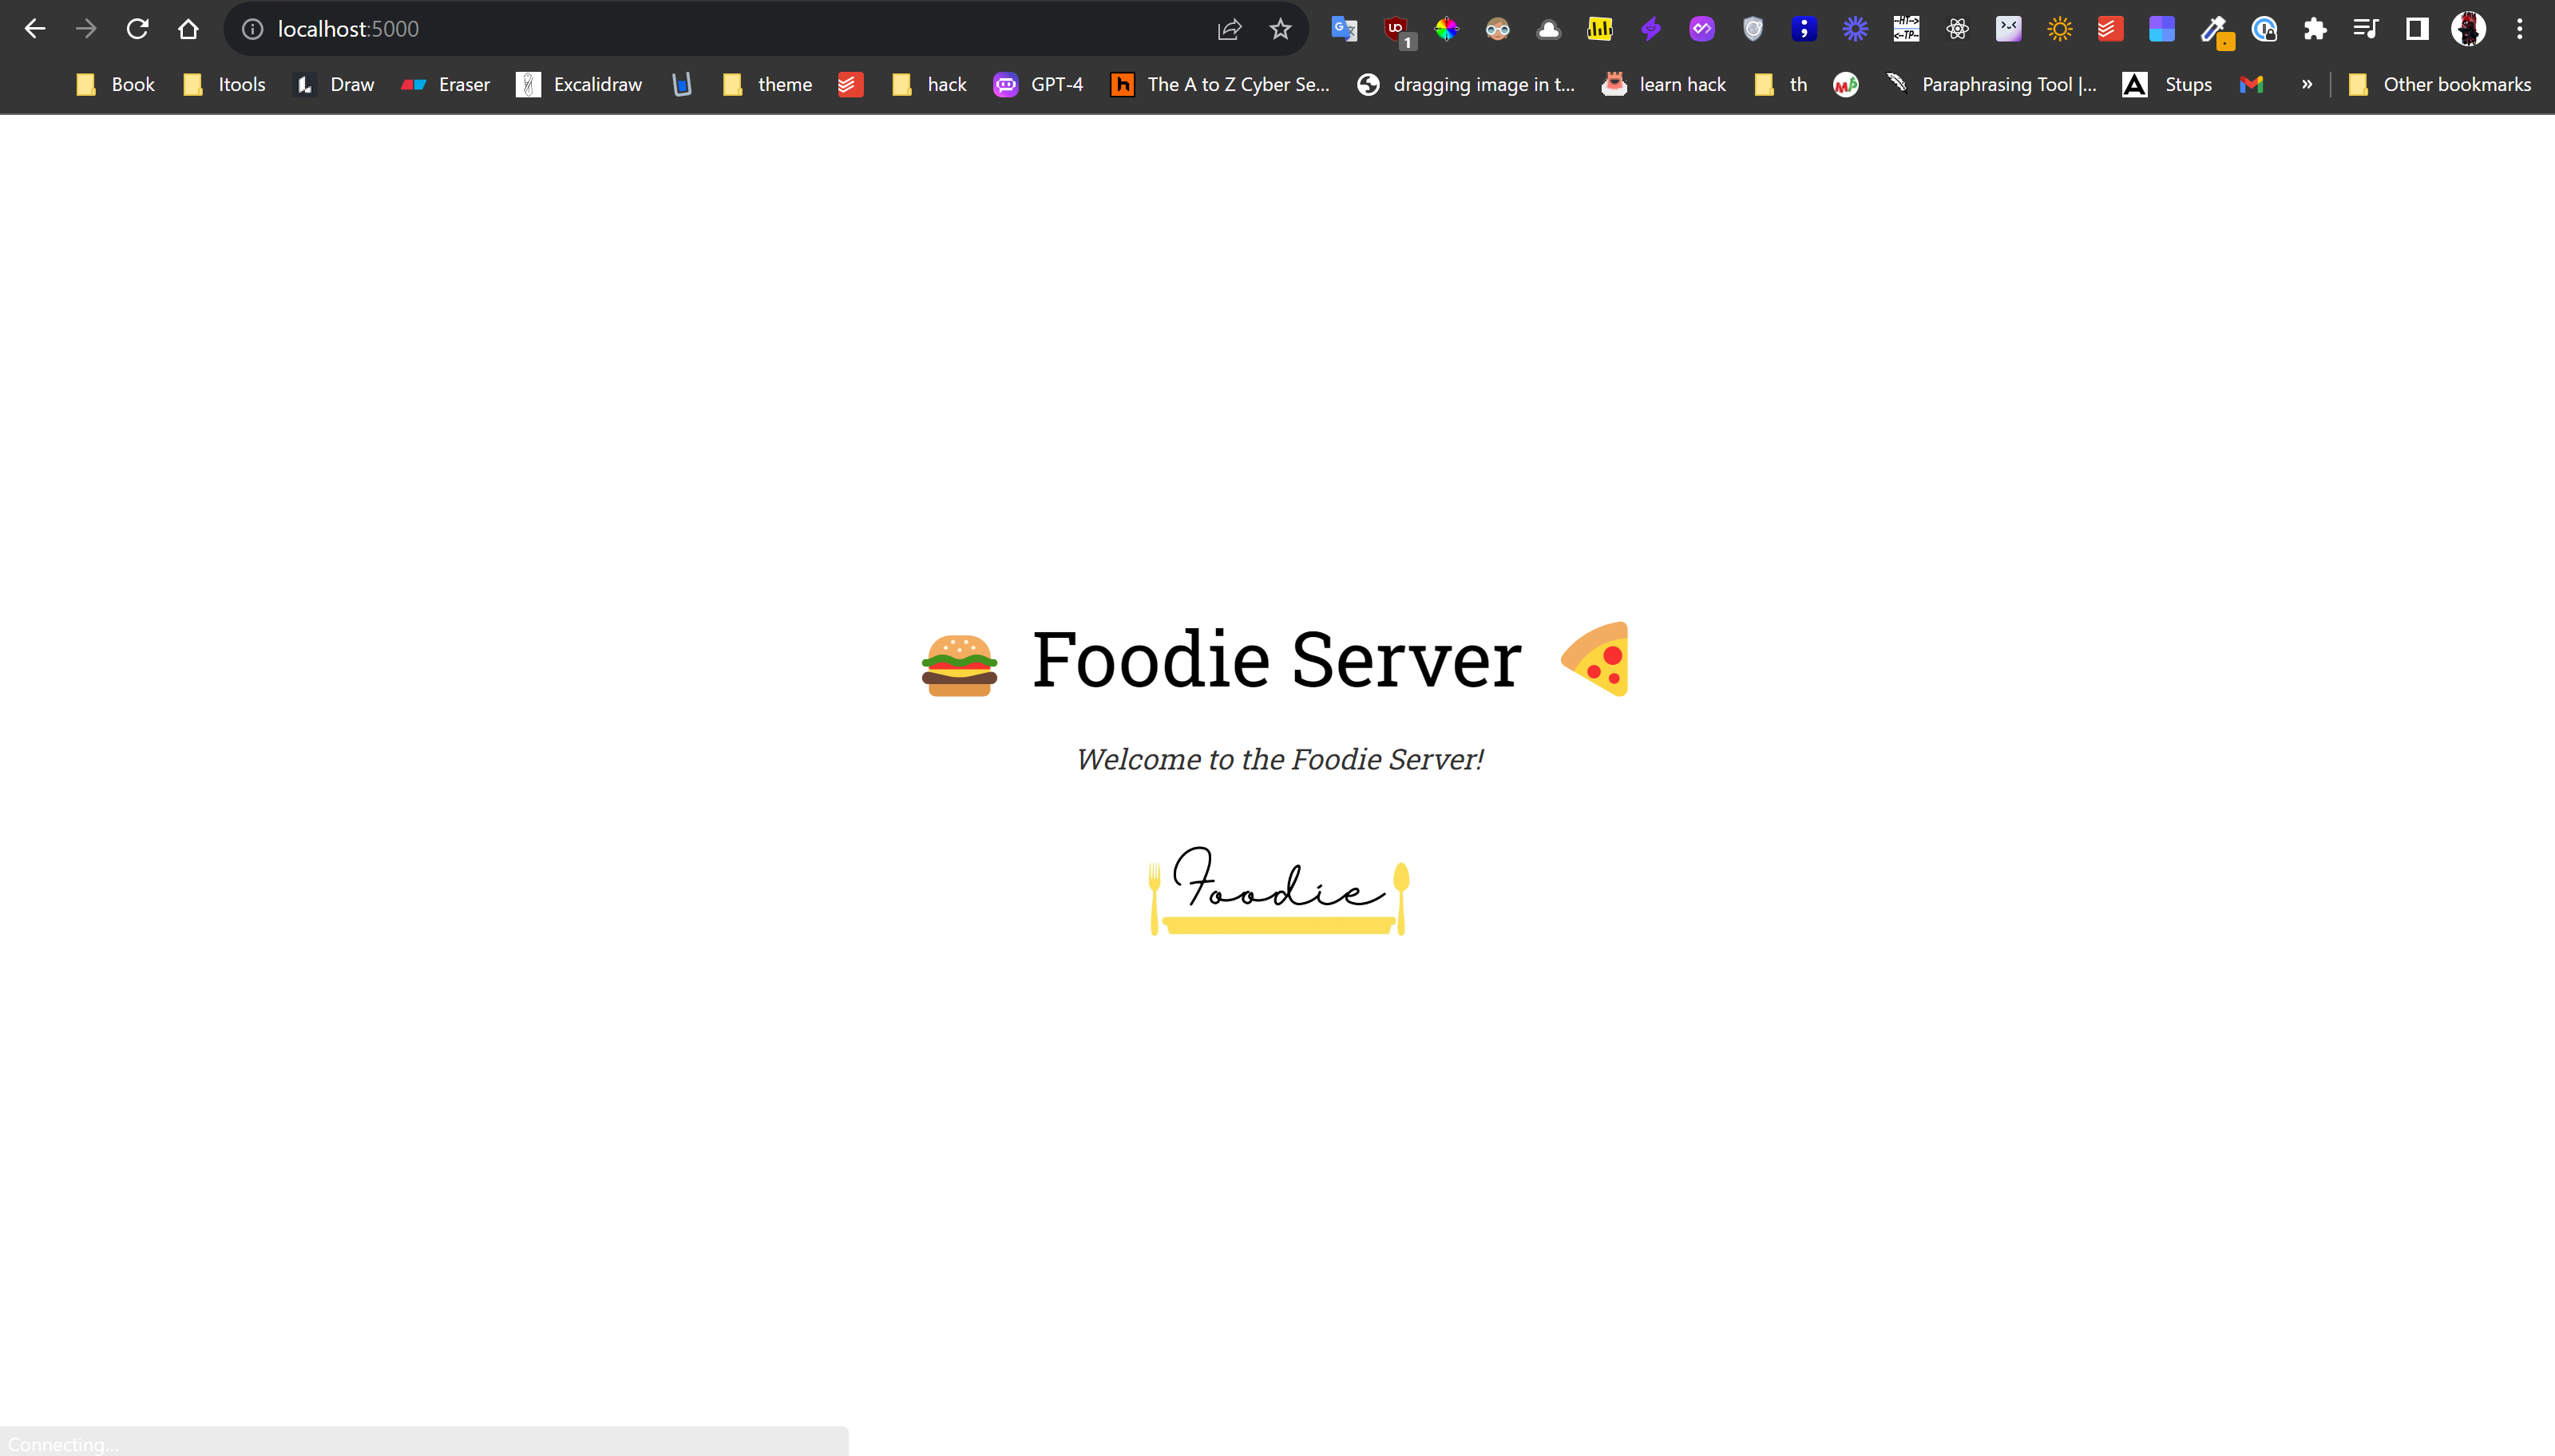 localhost:5000
1
Book Itools Draw Eraser Excalidraw theme hack GPT-4 The A to Z Cyber Se... dragging image in t... learn hack th Paraphrasing Tool |... Stups » Other bookmarks
Foodie Server
Welcome to the Foodie Server!
Foodie
Connecting...